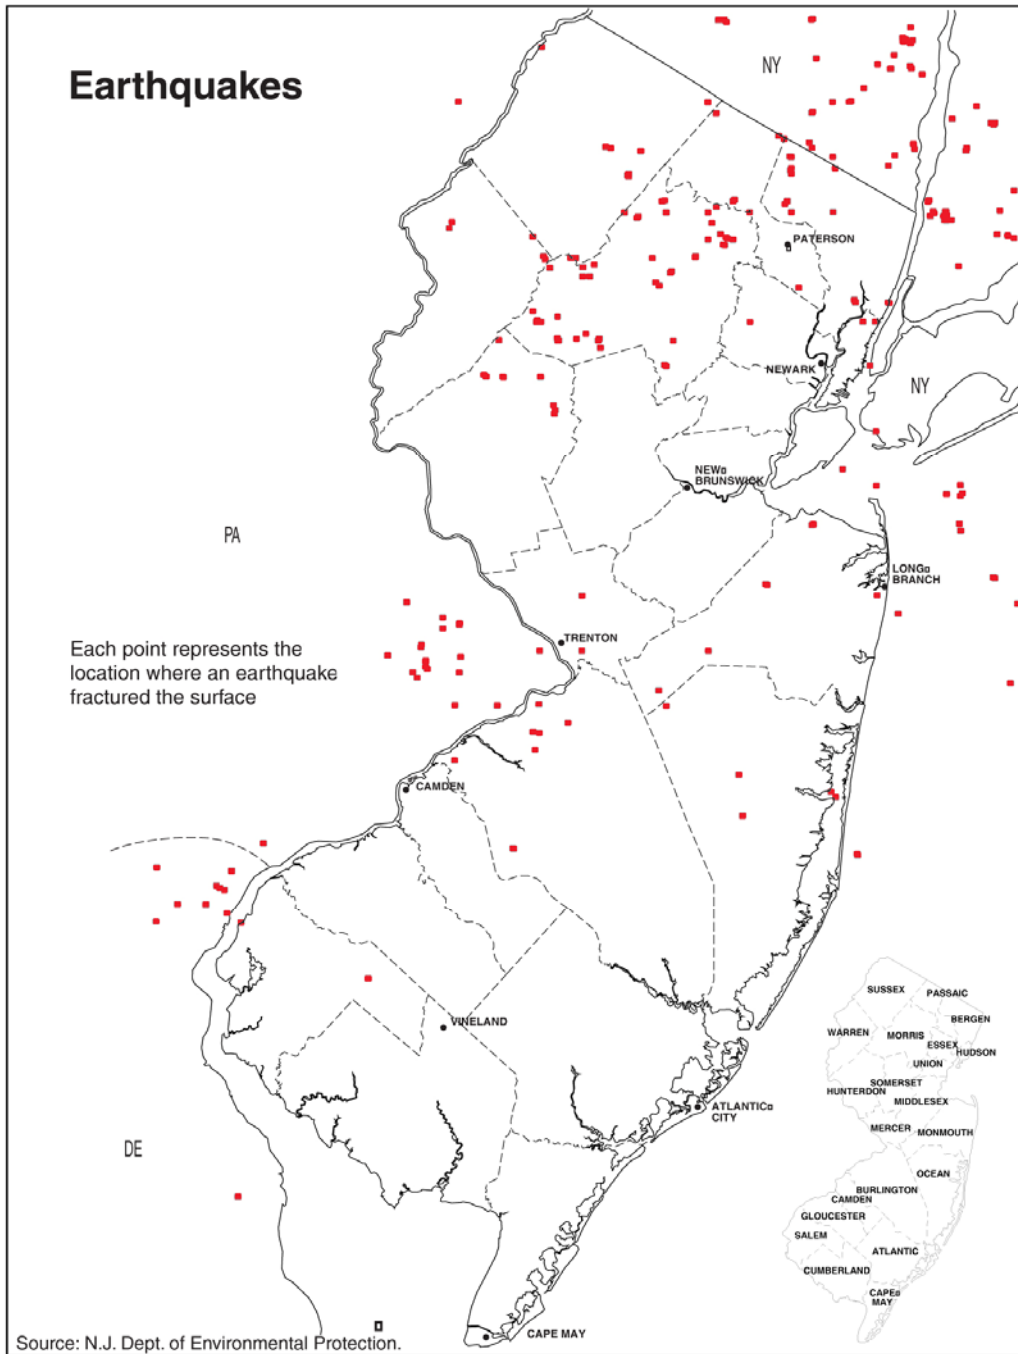 Earthquakes
NY
PATERSON
NEWARK
NY
NEW▯
BRUNSWICK
PA
LONG▯
BRANCH
TRENTON
Each point represents the
location where an earthquake
fractured the surface
CAMDEN
VINELAND
ATLANTIC▯
CITY
DE
CAPE MAY
SUSSEX
PASSAIC
BERGEN
WARREN
MORRIS
ESSEX
HUDSON
UNION
SOMERSET
HUNTERDON
MIDDLESEX
MERCER
MONMOUTH
OCEAN
BURLINGTON
CAMDEN
GLOUCESTER
SALEM
ATLANTIC
CUMBERLAND
CAPE▯
MAY
Source: N.J. Dept. of Environmental Protection.